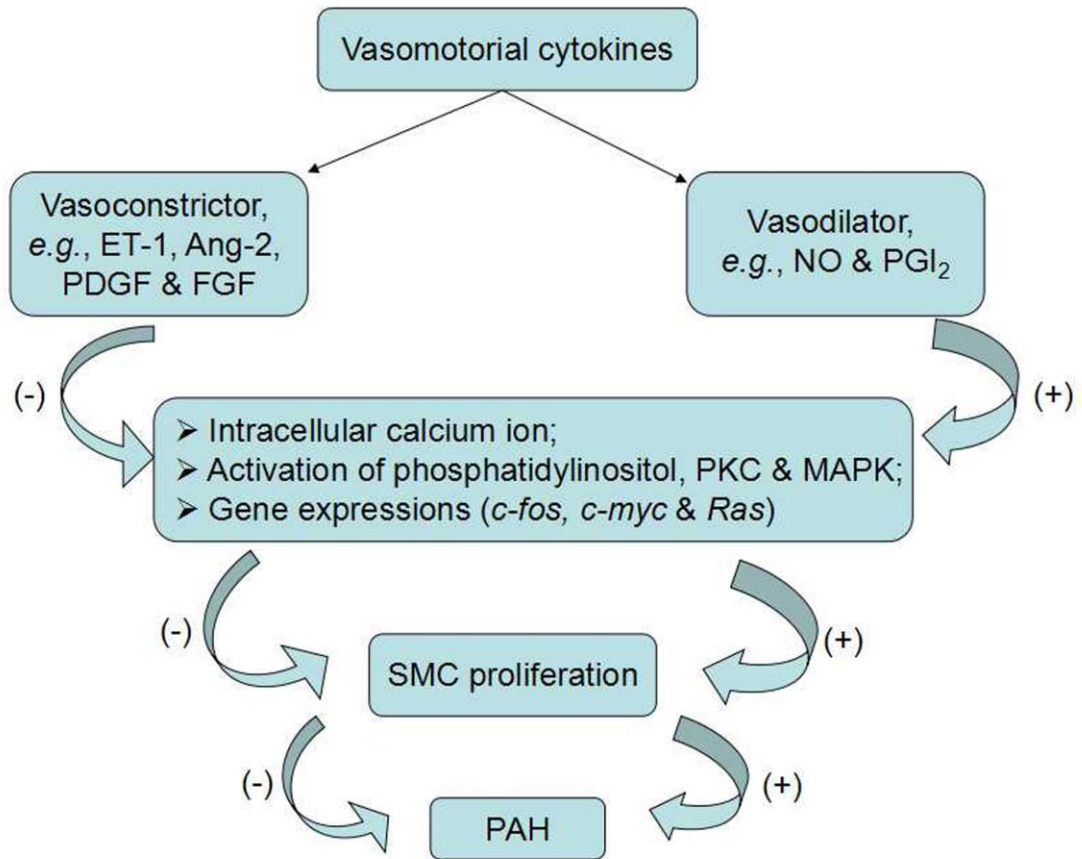 Vasomotorial cytokines
Vasoconstrictor,
e.g., ET-1, Ang-2,
PDGF & FGF
Vasodilator,
e.g., NO & PGI₂
(-)
(+)
➢ Intracellular calcium ion;
➢ Activation of phosphatidylinositol, PKC & MAPK;
➢ Gene expressions (c-fos, c-myc & Ras)
(-)
(+)
SMC proliferation
(-)
(+)
PAH